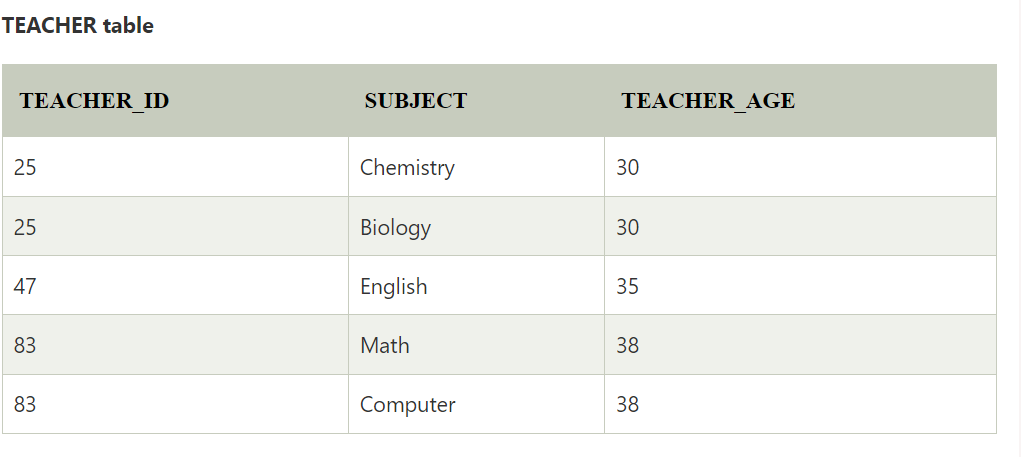 TEACHER table
TEACHER_ID SUBJECT TEACHER_AGE
25 Chemistry 30
25 Biology 30
47 English 35
83 Math 38
83 Computer 38